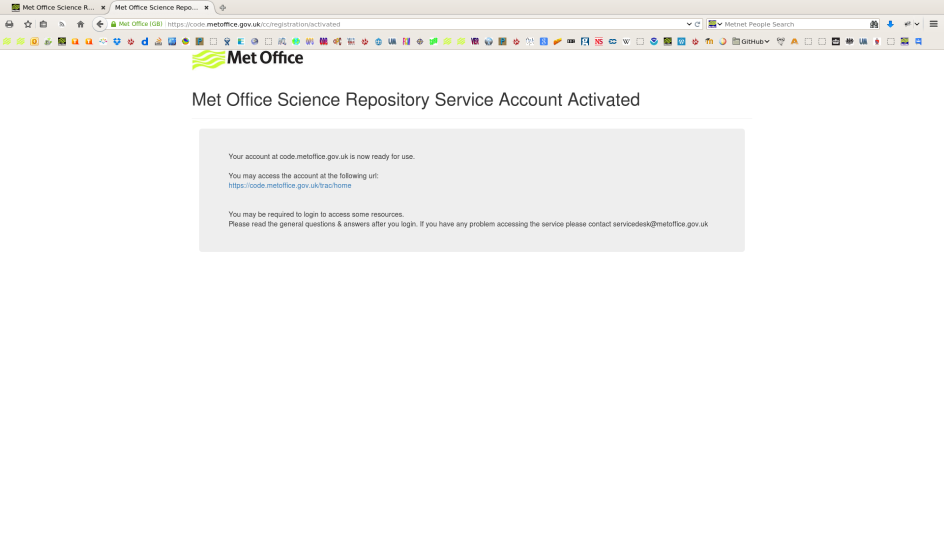 Met Office Science R...
Met Office Science Repo...
Met Office (GB)
https://code.metoffice.gov.uk/cc/registration/activated
Metnet People Search
GitHub
Met Office
Met Office Science Repository Service Account Activated
Your account at code.metoffice.gov.uk is now ready for use.
You may access the account at the following url:
https://code.metoffice.gov.uk/trac/home
You may be required to login to access some resources.
Please read the general questions & answers after you login. If you have any problem accessing the service please contact servicedesk@metoffice.gov.uk